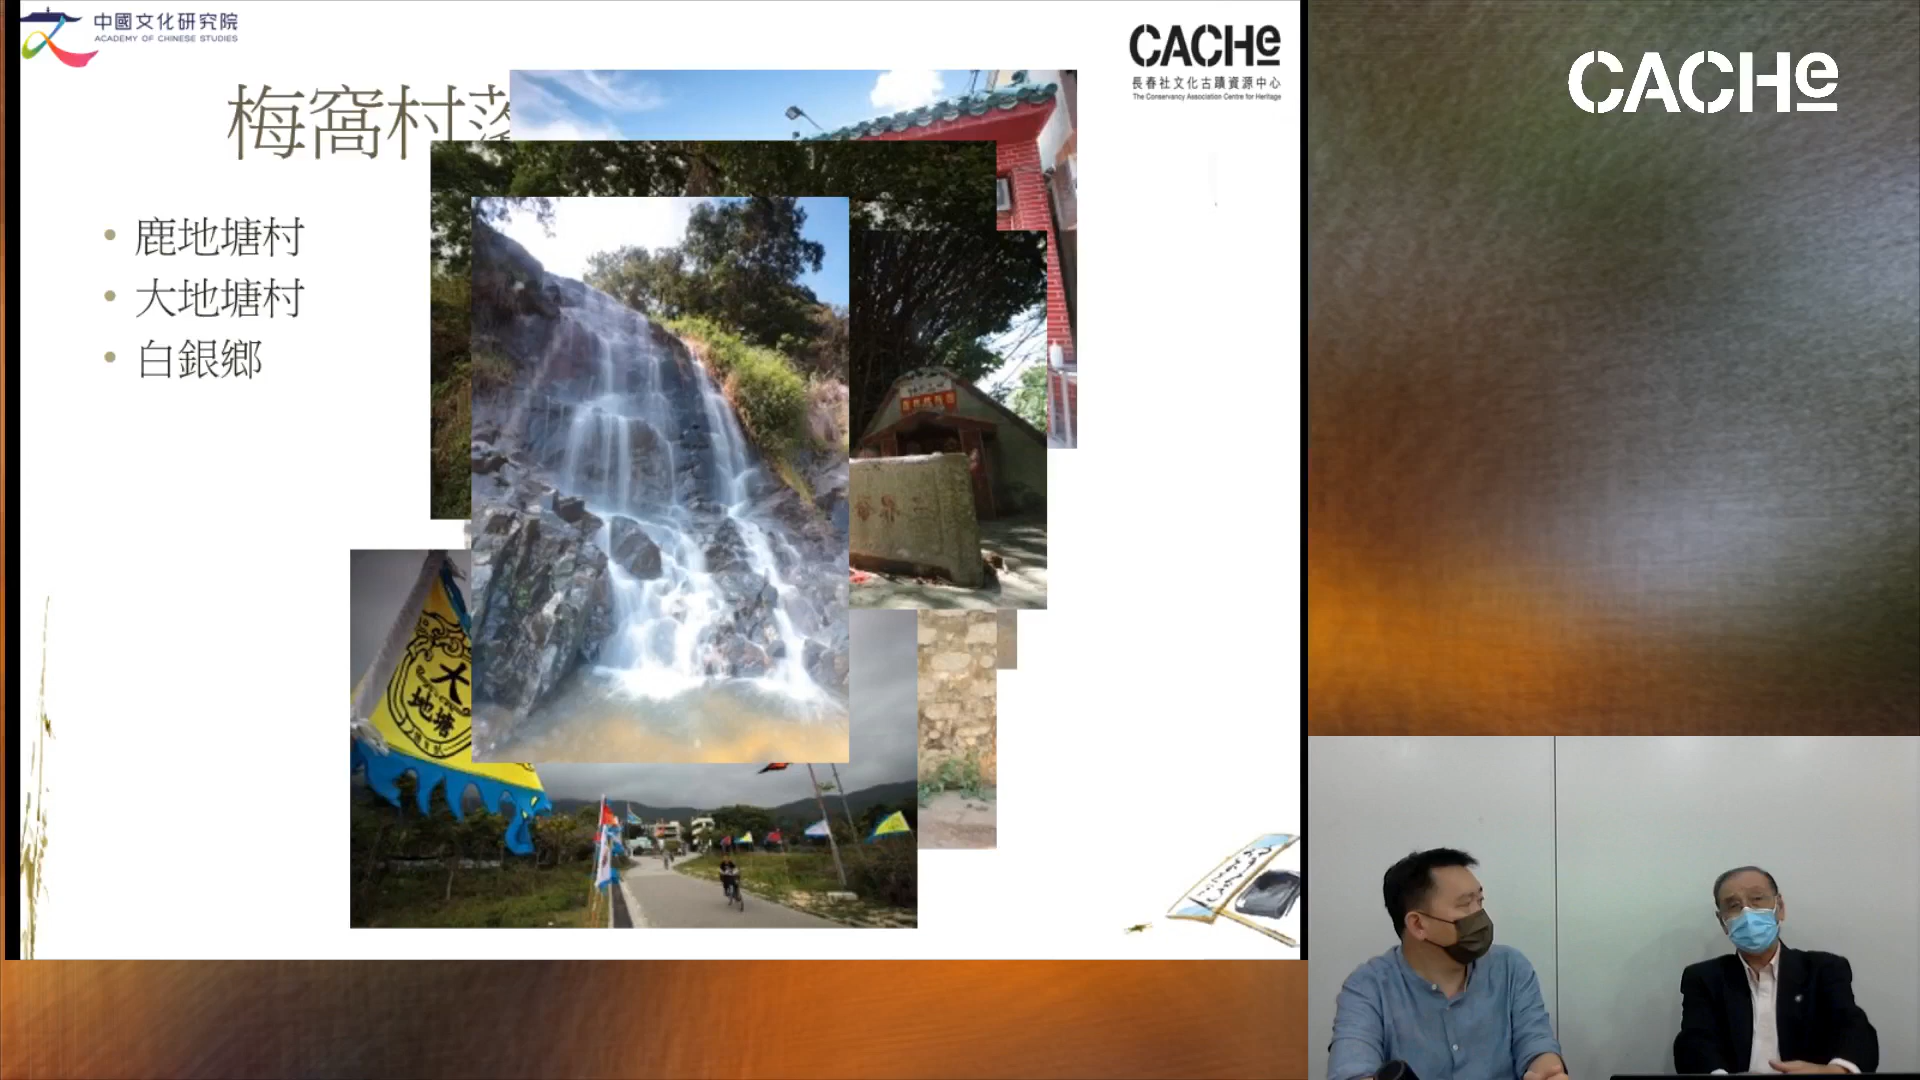 中國文化研究院
ACADEMY OF CHINESE STUDIES
CACHe
長春社文化古蹟資源中心
The Conservancy Association Centre for Heritage
CACHe
梅窩村落
鹿地塘村
大地塘村
白銀鄉
大
地塘